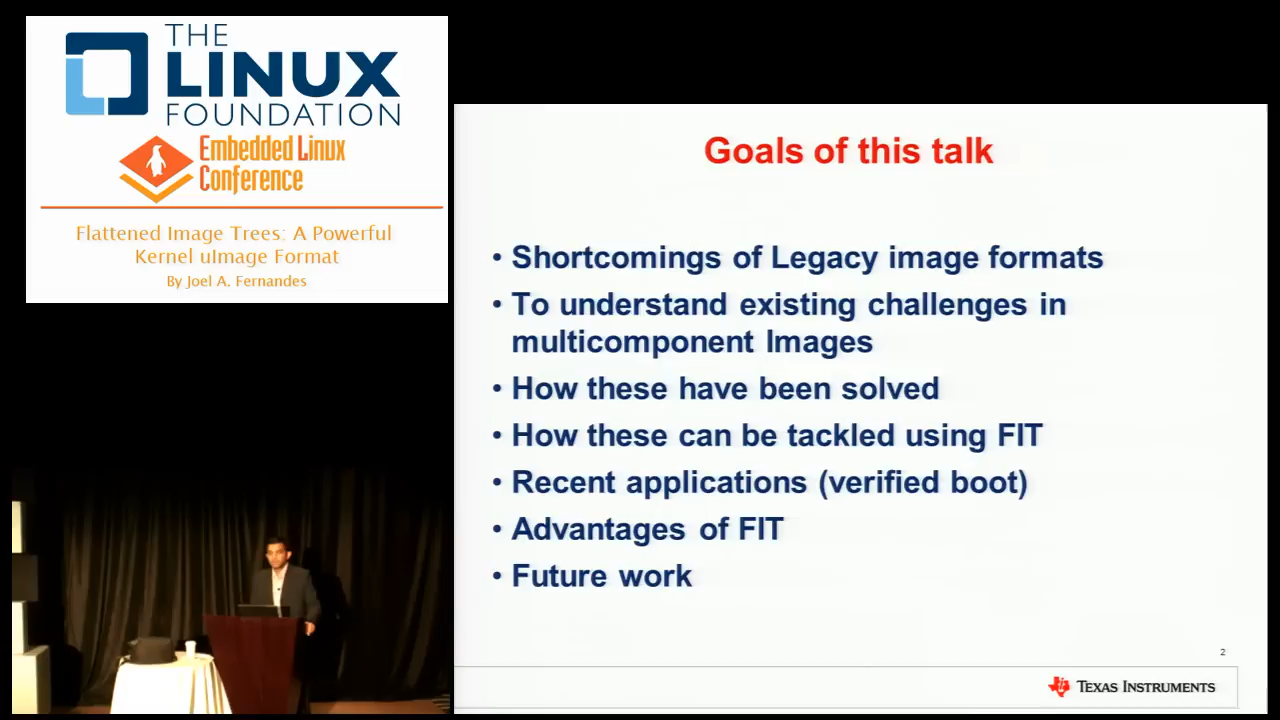 THE
LINUX
FOUNDATION
Embedded Linux
Conference
Flattened Image Trees: A Powerful
Kernel uImage Format
By Joel A. Fernandes
Goals of this talk
• Shortcomings of Legacy image formats
• To understand existing challenges in
multicomponent Images
• How these have been solved
• How these can be tackled using FIT
• Recent applications (verified boot)
• Advantages of FIT
• Future work
2
TEXAS INSTRUMENTS